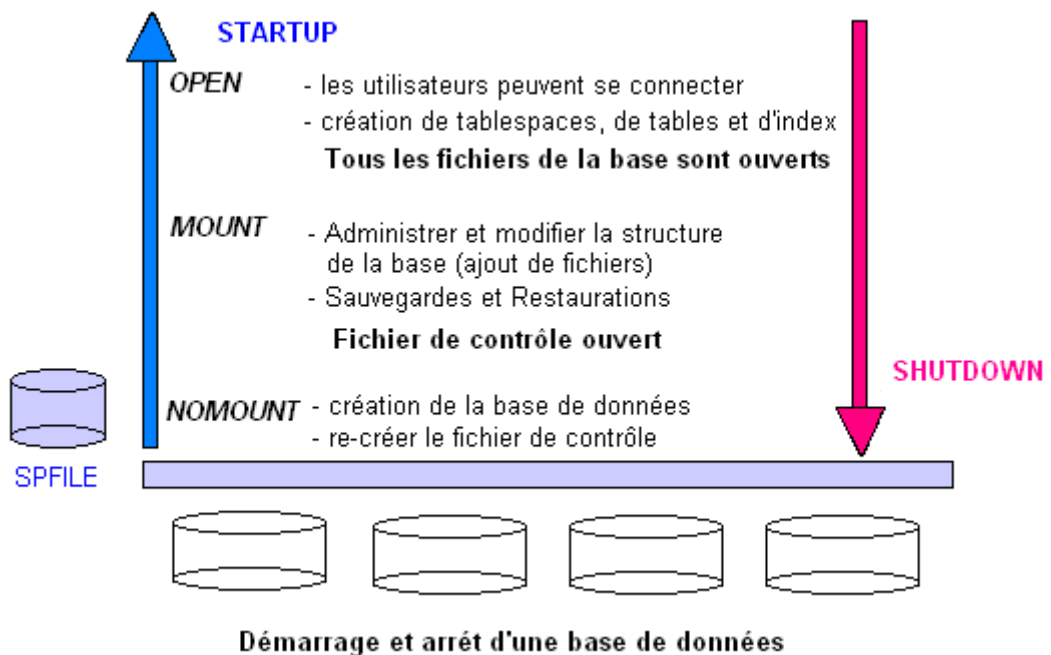 STARTUP
OPEN
- les utilisateurs peuvent se connecter
- création de tablespaces, de tables et d'index
Tous les fichiers de la base sont ouverts
MOUNT
- Administrer et modifier la structure
de la base (ajout de fichiers)
- Sauvegardes et Restaurations
Fichier de contrôle ouvert
SHUTDOWN
NOMOUNT
- création de la base de données
- re-créer le fichier de contrôle
SPFILE
Démarrage et arrét d'une base de données